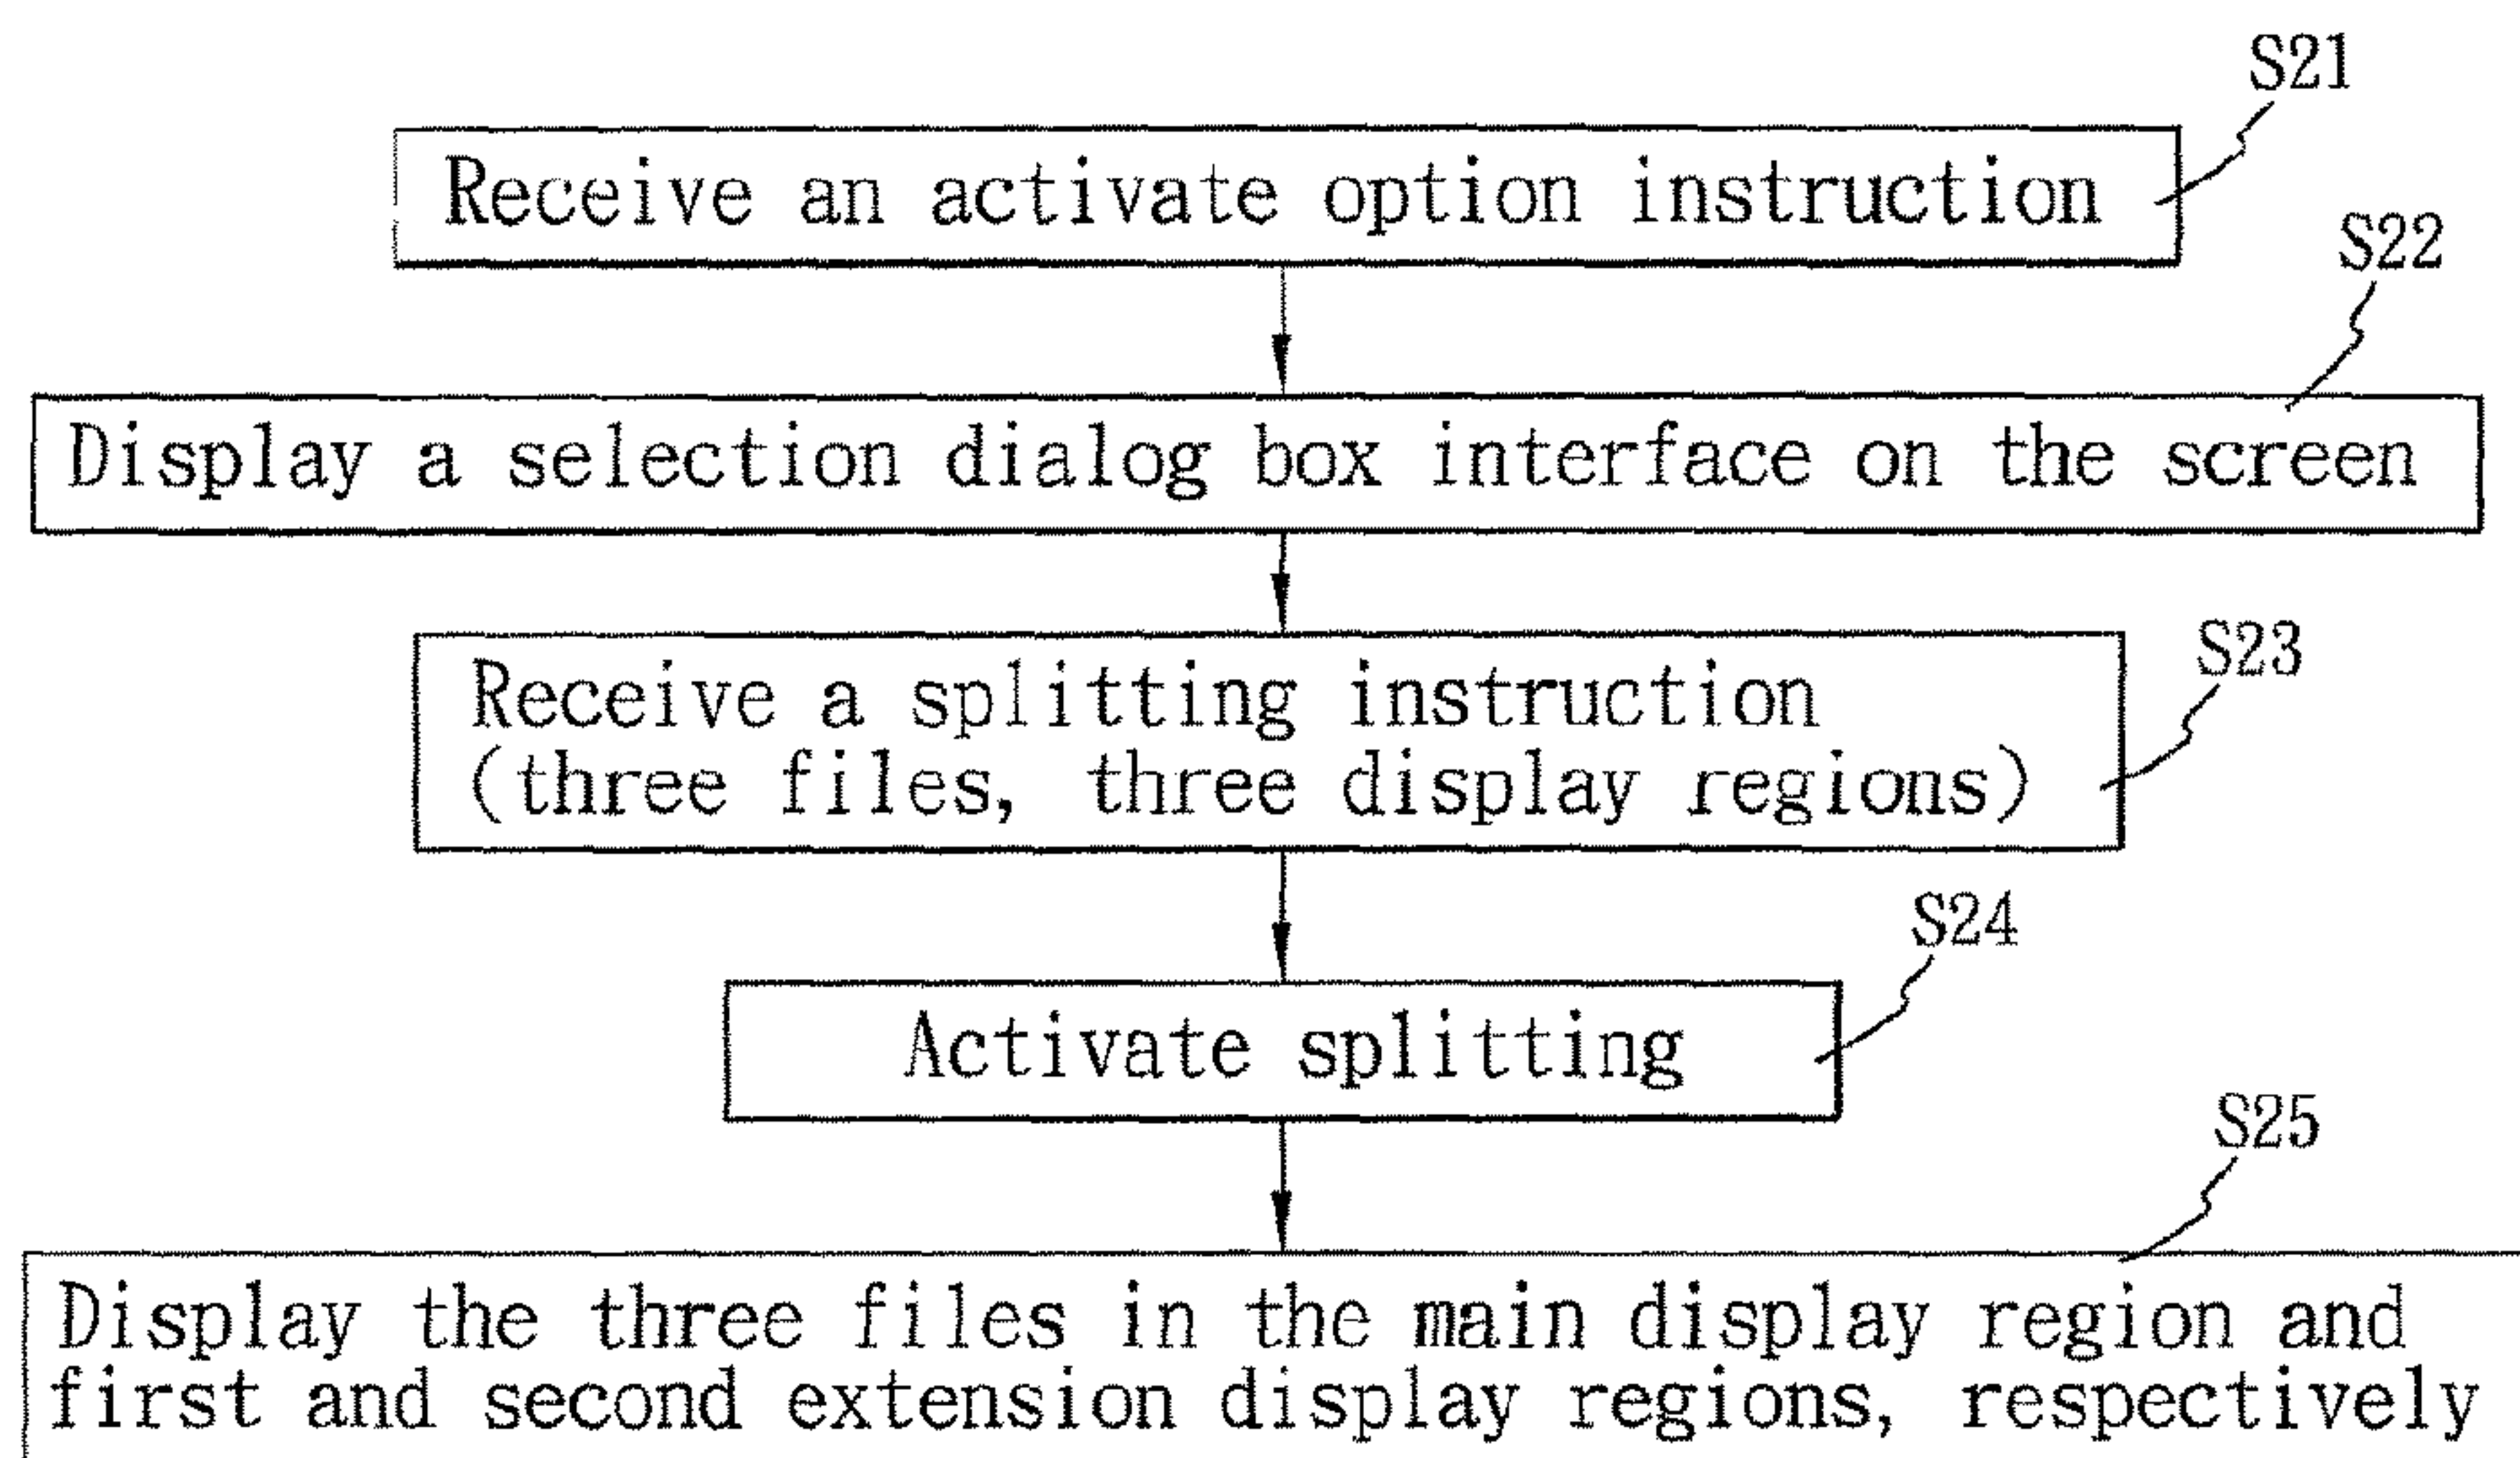 S21
Receive an activate option instruction
S22
Display a selection dialog box interface on the screen
S23
Receive a splitting instruction
(three files, three display regions)
S24
Activate splitting
S25
Display the three files in the main display region and
first and second extension display regions, respectively